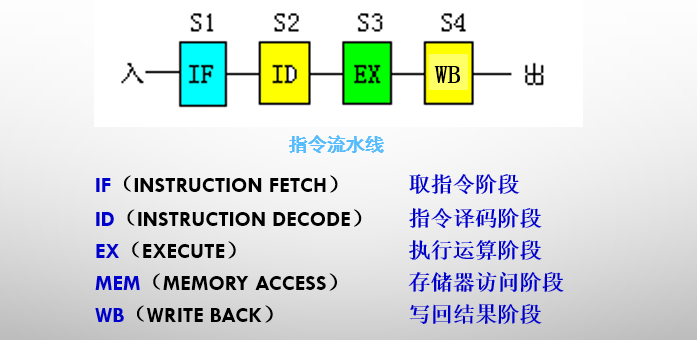 S1 S2 S3 S4
入 IF ID EX WB 出
指令流水线
IF（INSTRUCTION FETCH） 取指令阶段
ID（INSTRUCTION DECODE） 指令译码阶段
EX（EXECUTE） 执行运算阶段
MEM（MEMORY ACCESS） 存储器访问阶段
WB（WRITE BACK） 写回结果阶段